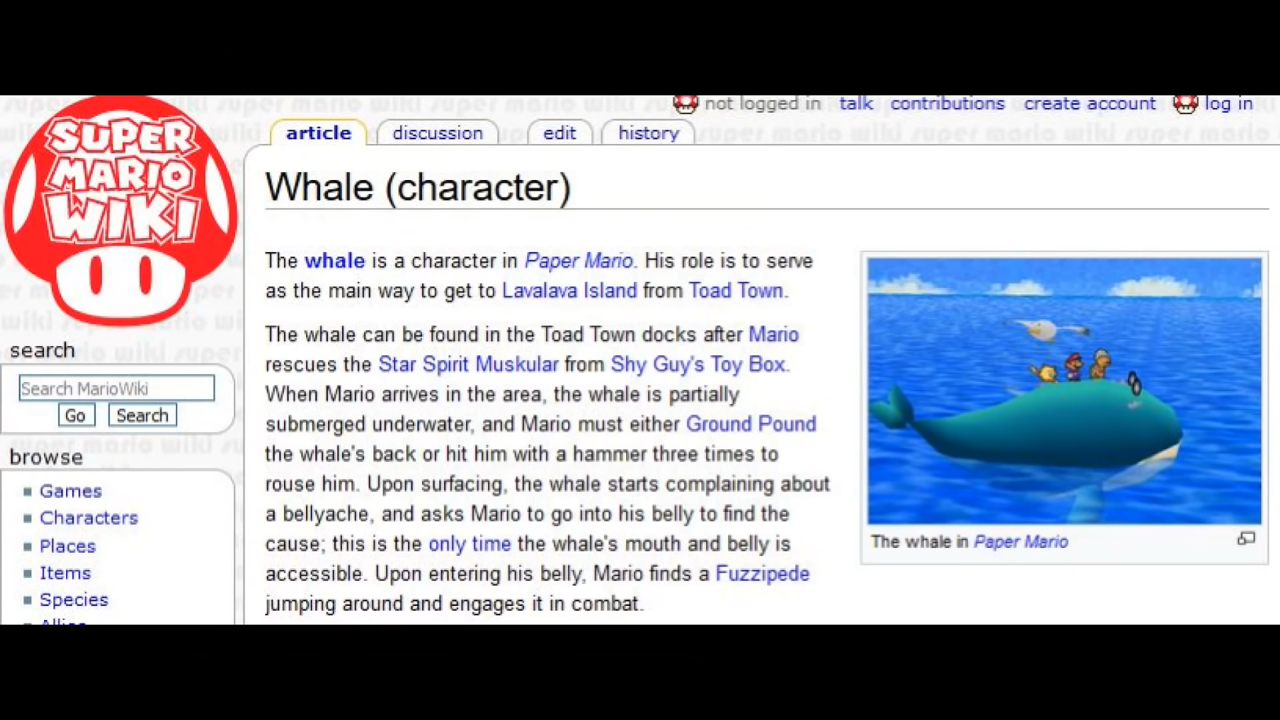 not logged in talk contributions create account log in
article discussion edit history
SUPER
MARIO
WIKI
Whale (character)
The whale is a character in Paper Mario. His role is to serve
as the main way to get to Lavalava Island from Toad Town.
The whale can be found in the Toad Town docks after Mario
rescues the Star Spirit Muskular from Shy Guy's Toy Box.
When Mario arrives in the area, the whale is partially
submerged underwater, and Mario must either Ground Pound
the whale's back or hit him with a hammer three times to
rouse him. Upon surfacing, the whale starts complaining about
a bellyache, and asks Mario to go into his belly to find the
cause; this is the only time the whale's mouth and belly is
accessible. Upon entering his belly, Mario finds a Fuzzipede
jumping around and engages it in combat.
The whale in Paper Mario
search
Search MarioWiki
Go Search
browse
Games
Characters
Places
Items
Species